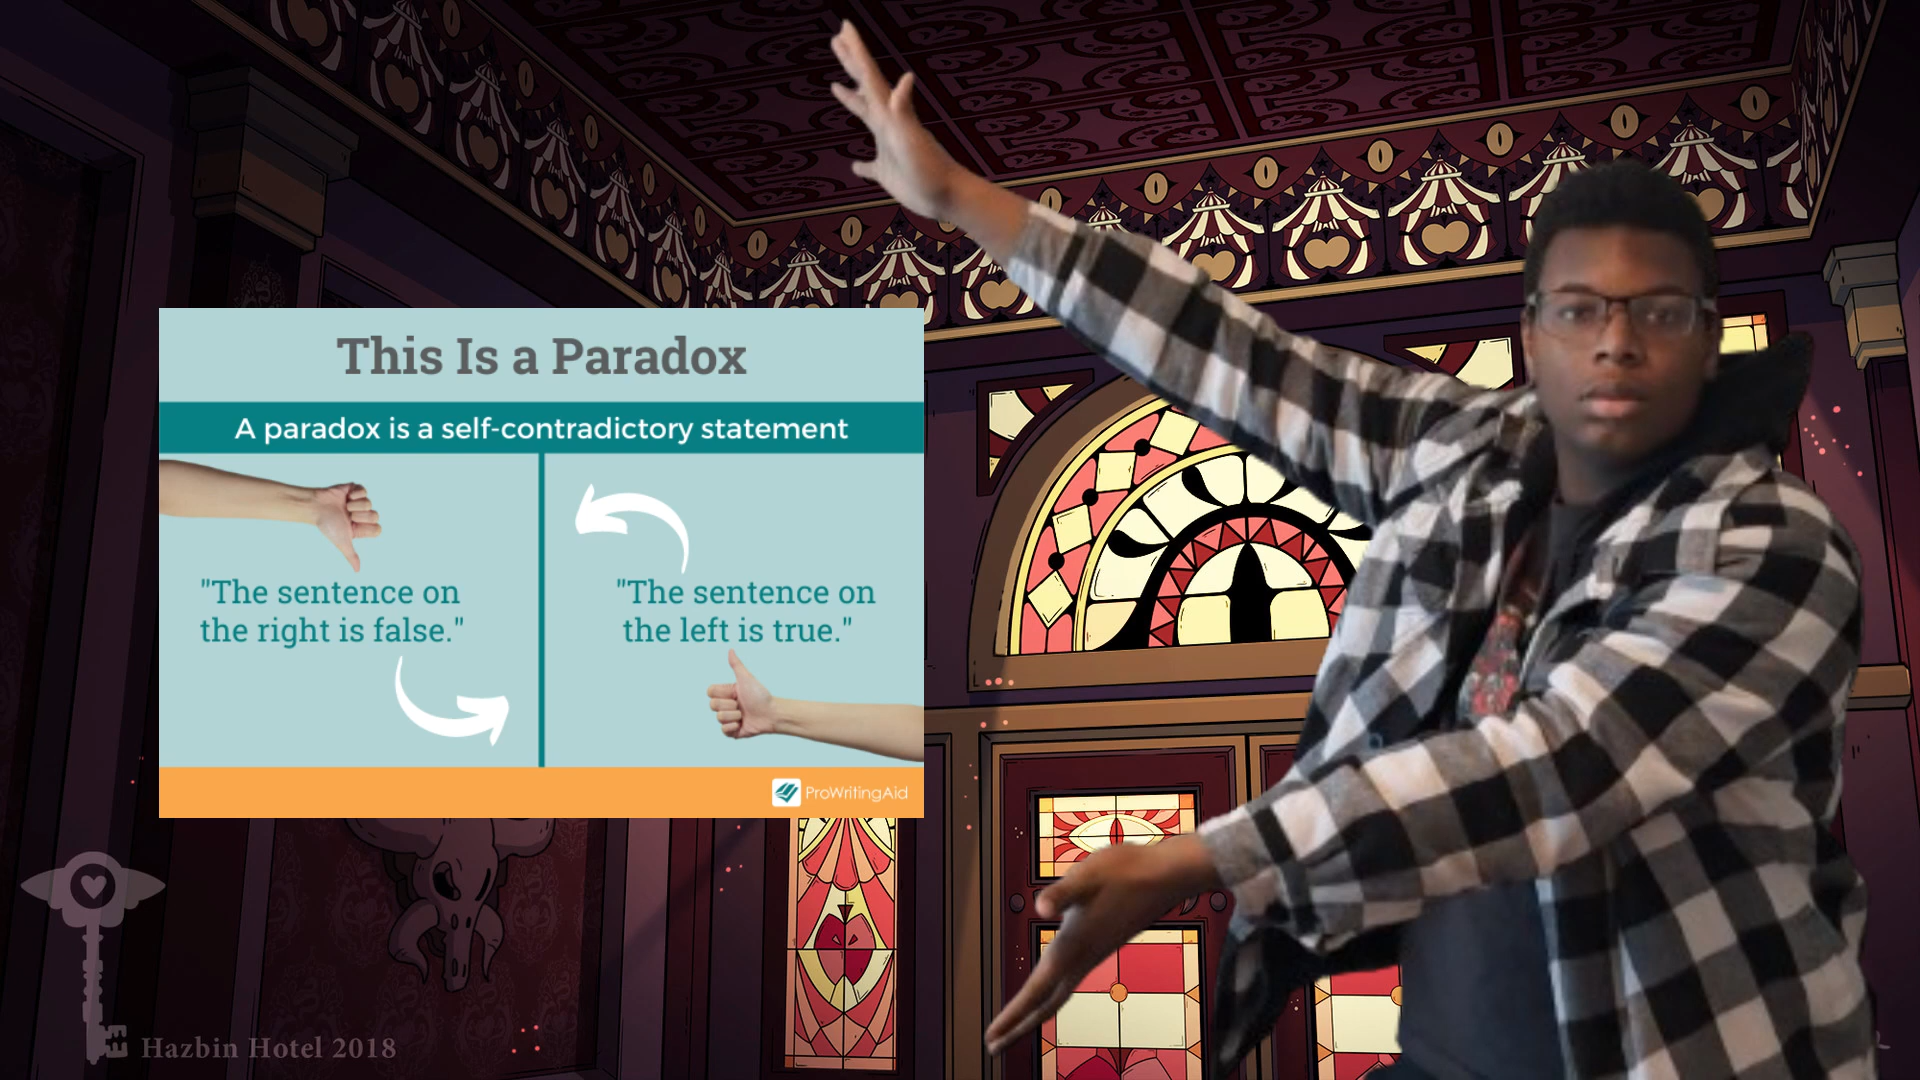 This Is a Paradox
A paradox is a self-contradictory statement
"The sentence on
the right is false."
"The sentence on
the left is true."
ProWritingAid
Hazbin Hotel 2018